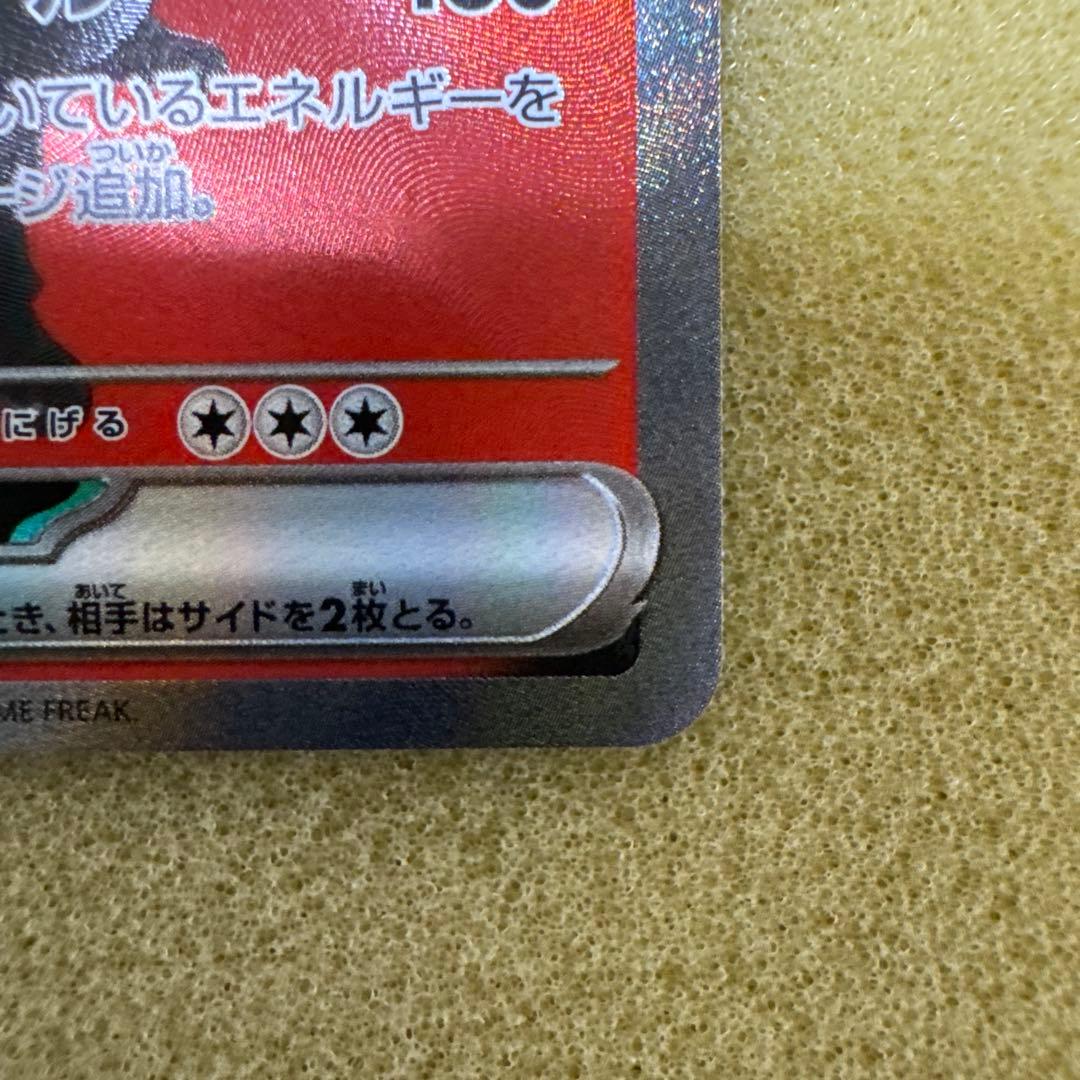 ル
いているエネルギーを
ついか
ージ追加。
にげる
あいて まい
とき、相手はサイドを2枚とる。
ME FREAK.